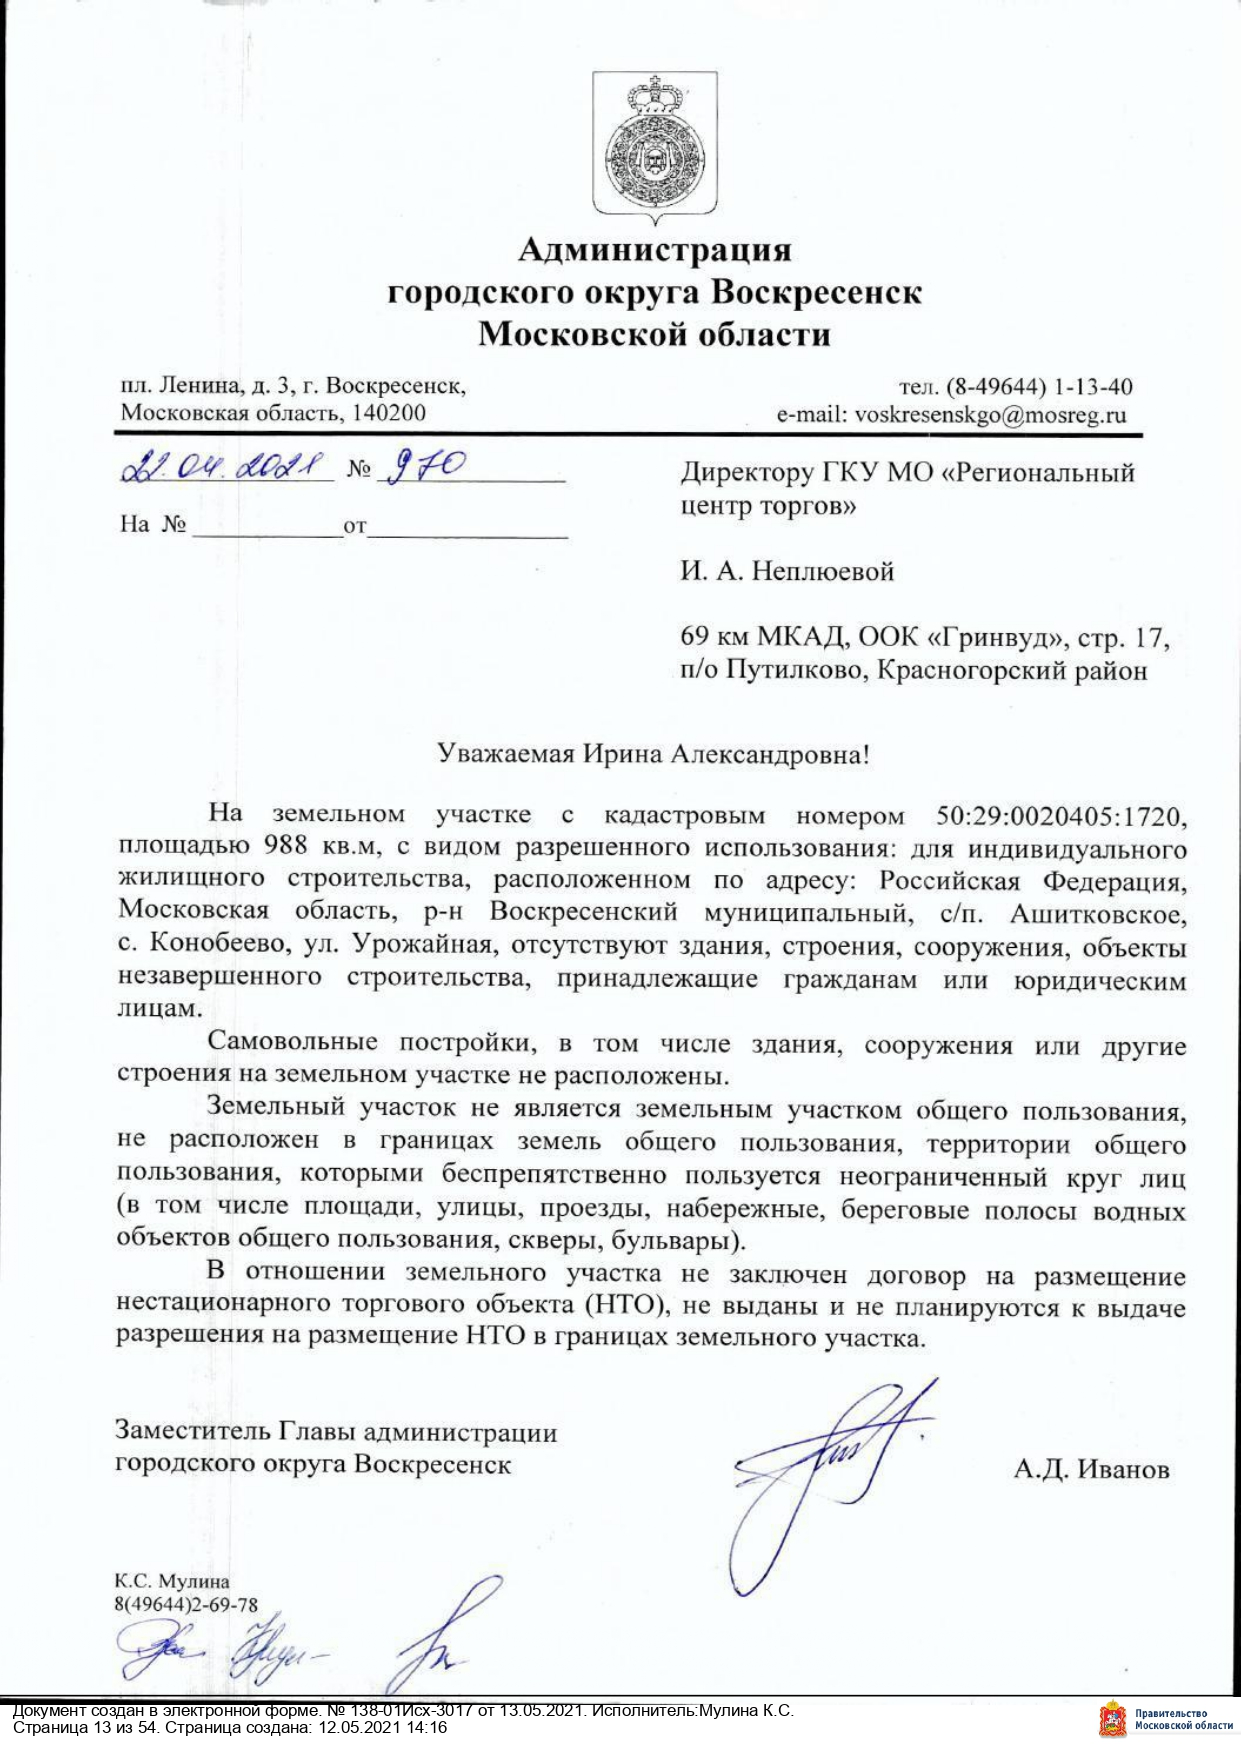 Администрация
городского округа Воскресенск
Московской области
пл. Ленина, д. 3, г. Воскресенск,
Московская область, 140200
тел. (8-49644) 1-13-40
e-mail: voskresenskgo@mosreg.ru
22.04.2021 № 970
На № ____________от________________
Директору ГКУ МО «Региональный
центр торгов»
И. А. Неплюевой
69 км МКАД, ООК «Гринвуд», стр. 17,
п/о Путилково, Красногорский район
Уважаемая Ирина Александровна!
На земельном участке с кадастровым номером 50:29:0020405:1720,
площадью 988 кв.м, с видом разрешенного использования: для индивидуального
жилищного строительства, расположенном по адресу: Российская Федерация,
Московская область, р-н Воскресенский муниципальный, с/п. Ашитковское,
с. Конобеево, ул. Урожайная, отсутствуют здания, строения, сооружения, объекты
незавершенного строительства, принадлежащие гражданам или юридическим
лицам.
Самовольные постройки, в том числе здания, сооружения или другие
строения на земельном участке не расположены.
Земельный участок не является земельным участком общего пользования,
не расположен в границах земель общего пользования, территории общего
пользования, которыми беспрепятственно пользуется неограниченный круг лиц
(в том числе площади, улицы, проезды, набережные, береговые полосы водных
объектов общего пользования, скверы, бульвары).
В отношении земельного участка не заключен договор на размещение
нестационарного торгового объекта (НТО), не выданы и не планируются к выдаче
разрешения на размещение НТО в границах земельного участка.
Заместитель Главы администрации
городского округа Воскресенск
А.Д. Иванов
К.С. Мулина
8(49644)2-69-78
Документ создан в электронной форме. № 138-01Исх-3017 от 13.05.2021. Исполнитель:Мулина К.С.
Страница 13 из 54. Страница создана: 12.05.2021 14:16
Правительство
Московской области